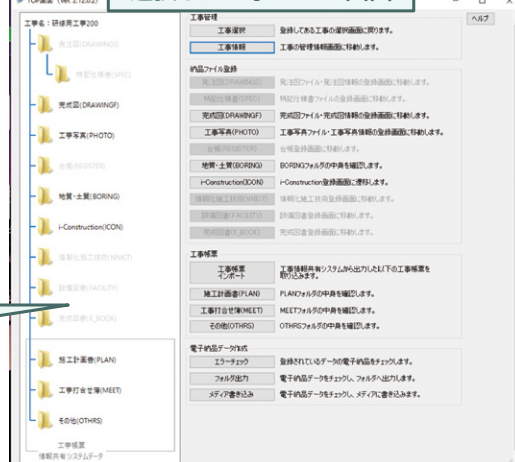 TOP画面 (Ver. 2.12.02)
ヘルプ
工事名:研修用工事200
発注図(DRAWINGS)
特記仕様書(SPEC)
完成図(DRAWINGF)
工事写真(PHOTO)
台帳(REGISTER)
地質・土質(BORING)
i-Construction(ICON)
情報化施工技術(NNICT)
設備図書(FACILITY)
完成図書(K_BOOK)
施工計画書(PLAN)
工事打合せ簿(MEET)
その他(OTHRS)
工事帳票
情報共有システムデータ
工事管理
工事選択 登録してある工事の選択画面に戻ります。
工事情報 工事の管理情報画面に移動します。
納品ファイル登録
発注図(DRAWINGS) 発注図ファイル・発注図情報の登録画面に移動します。
特記仕様書(SPEC) 特記仕様書ファイルの登録画面に移動します。
完成図(DRAWINGF) 完成図ファイル・完成図情報の登録画面に移動します。
工事写真(PHOTO) 工事写真ファイル・工事写真情報の登録画面に移動します。
台帳(REGISTER) 台帳登録画面に移動します。
地質・土質(BORING) BORINGフォルダの中身を確認します。
i-Construction(ICON) i-Construction登録画面に遷移します。
情報化施工技術(NNICT) 情報化施工技術登録画面に移動します。
設備図書(FACILITY) 設備図書登録画面に移動します。
完成図書(K_BOOK) 完成図書登録画面に移動します。
工事帳票
工事帳票 工事情報共有システムから出力した以下の工事帳票を
インポート 取り込みます。
施工計画書(PLAN) PLANフォルダの中身を確認します。
工事打合せ簿(MEET) MEETフォルダの中身を確認します。
その他(OTHRS) OTHRSフォルダの中身を確認します。
電子納品データ作成
エラーチェック 登録されているデータの電子納品をチェックします。
フォルダ出力 電子納品データをチェックし、フォルダへ出力します。
メディア書き込み 電子納品データをチェックし、メディアに書き込みます。